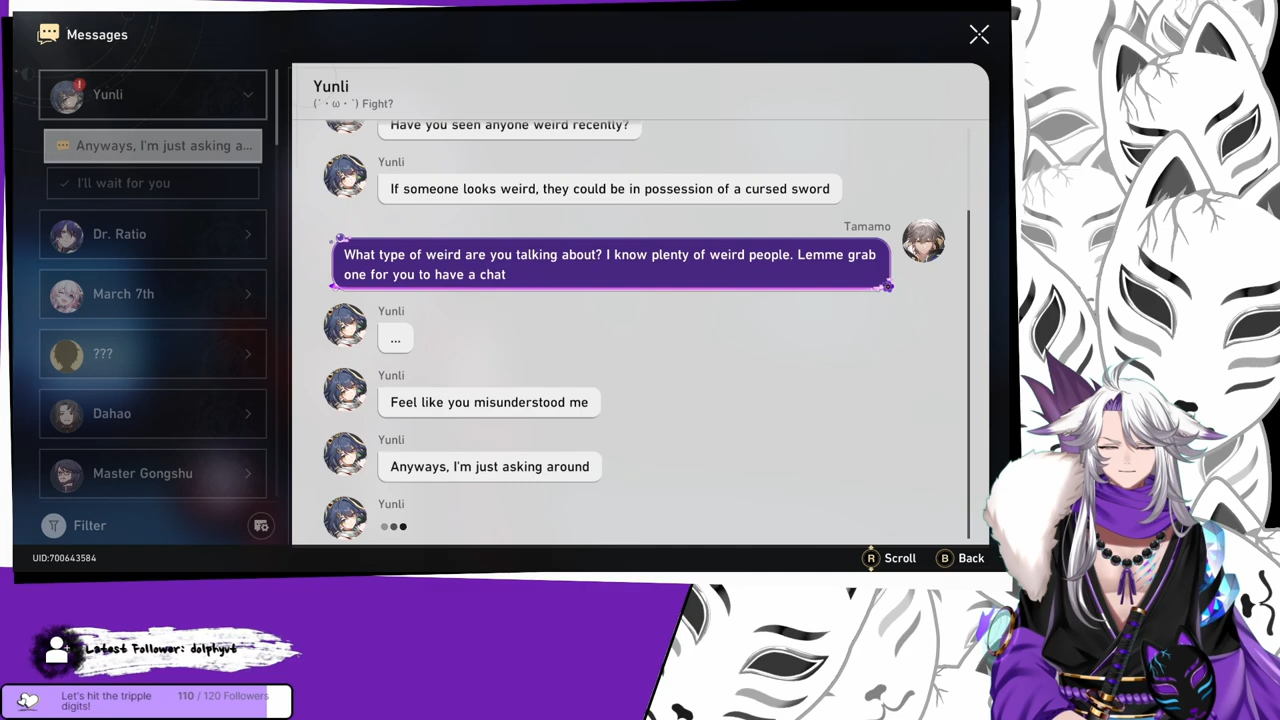 Messages
Yunli
Anyways, I'm just asking a...
I'll wait for you
Dr. Ratio
March 7th
???
Dahao
Master Gongshu
Filter
UID:700643584
Yunli
(´・ω・`) Fight?
Have you seen anyone weird recently?
Yunli
If someone looks weird, they could be in possession of a cursed sword
Tamamo
What type of weird are you talking about? I know plenty of weird people. Lemme grab
one for you to have a chat
Yunli
...
Yunli
Feel like you misunderstood me
Yunli
Anyways, I'm just asking around
Yunli
R Scroll
B Back
Latest Follower: dolphyvt
Let's hit the tripple
digits!
110 / 120 Followers